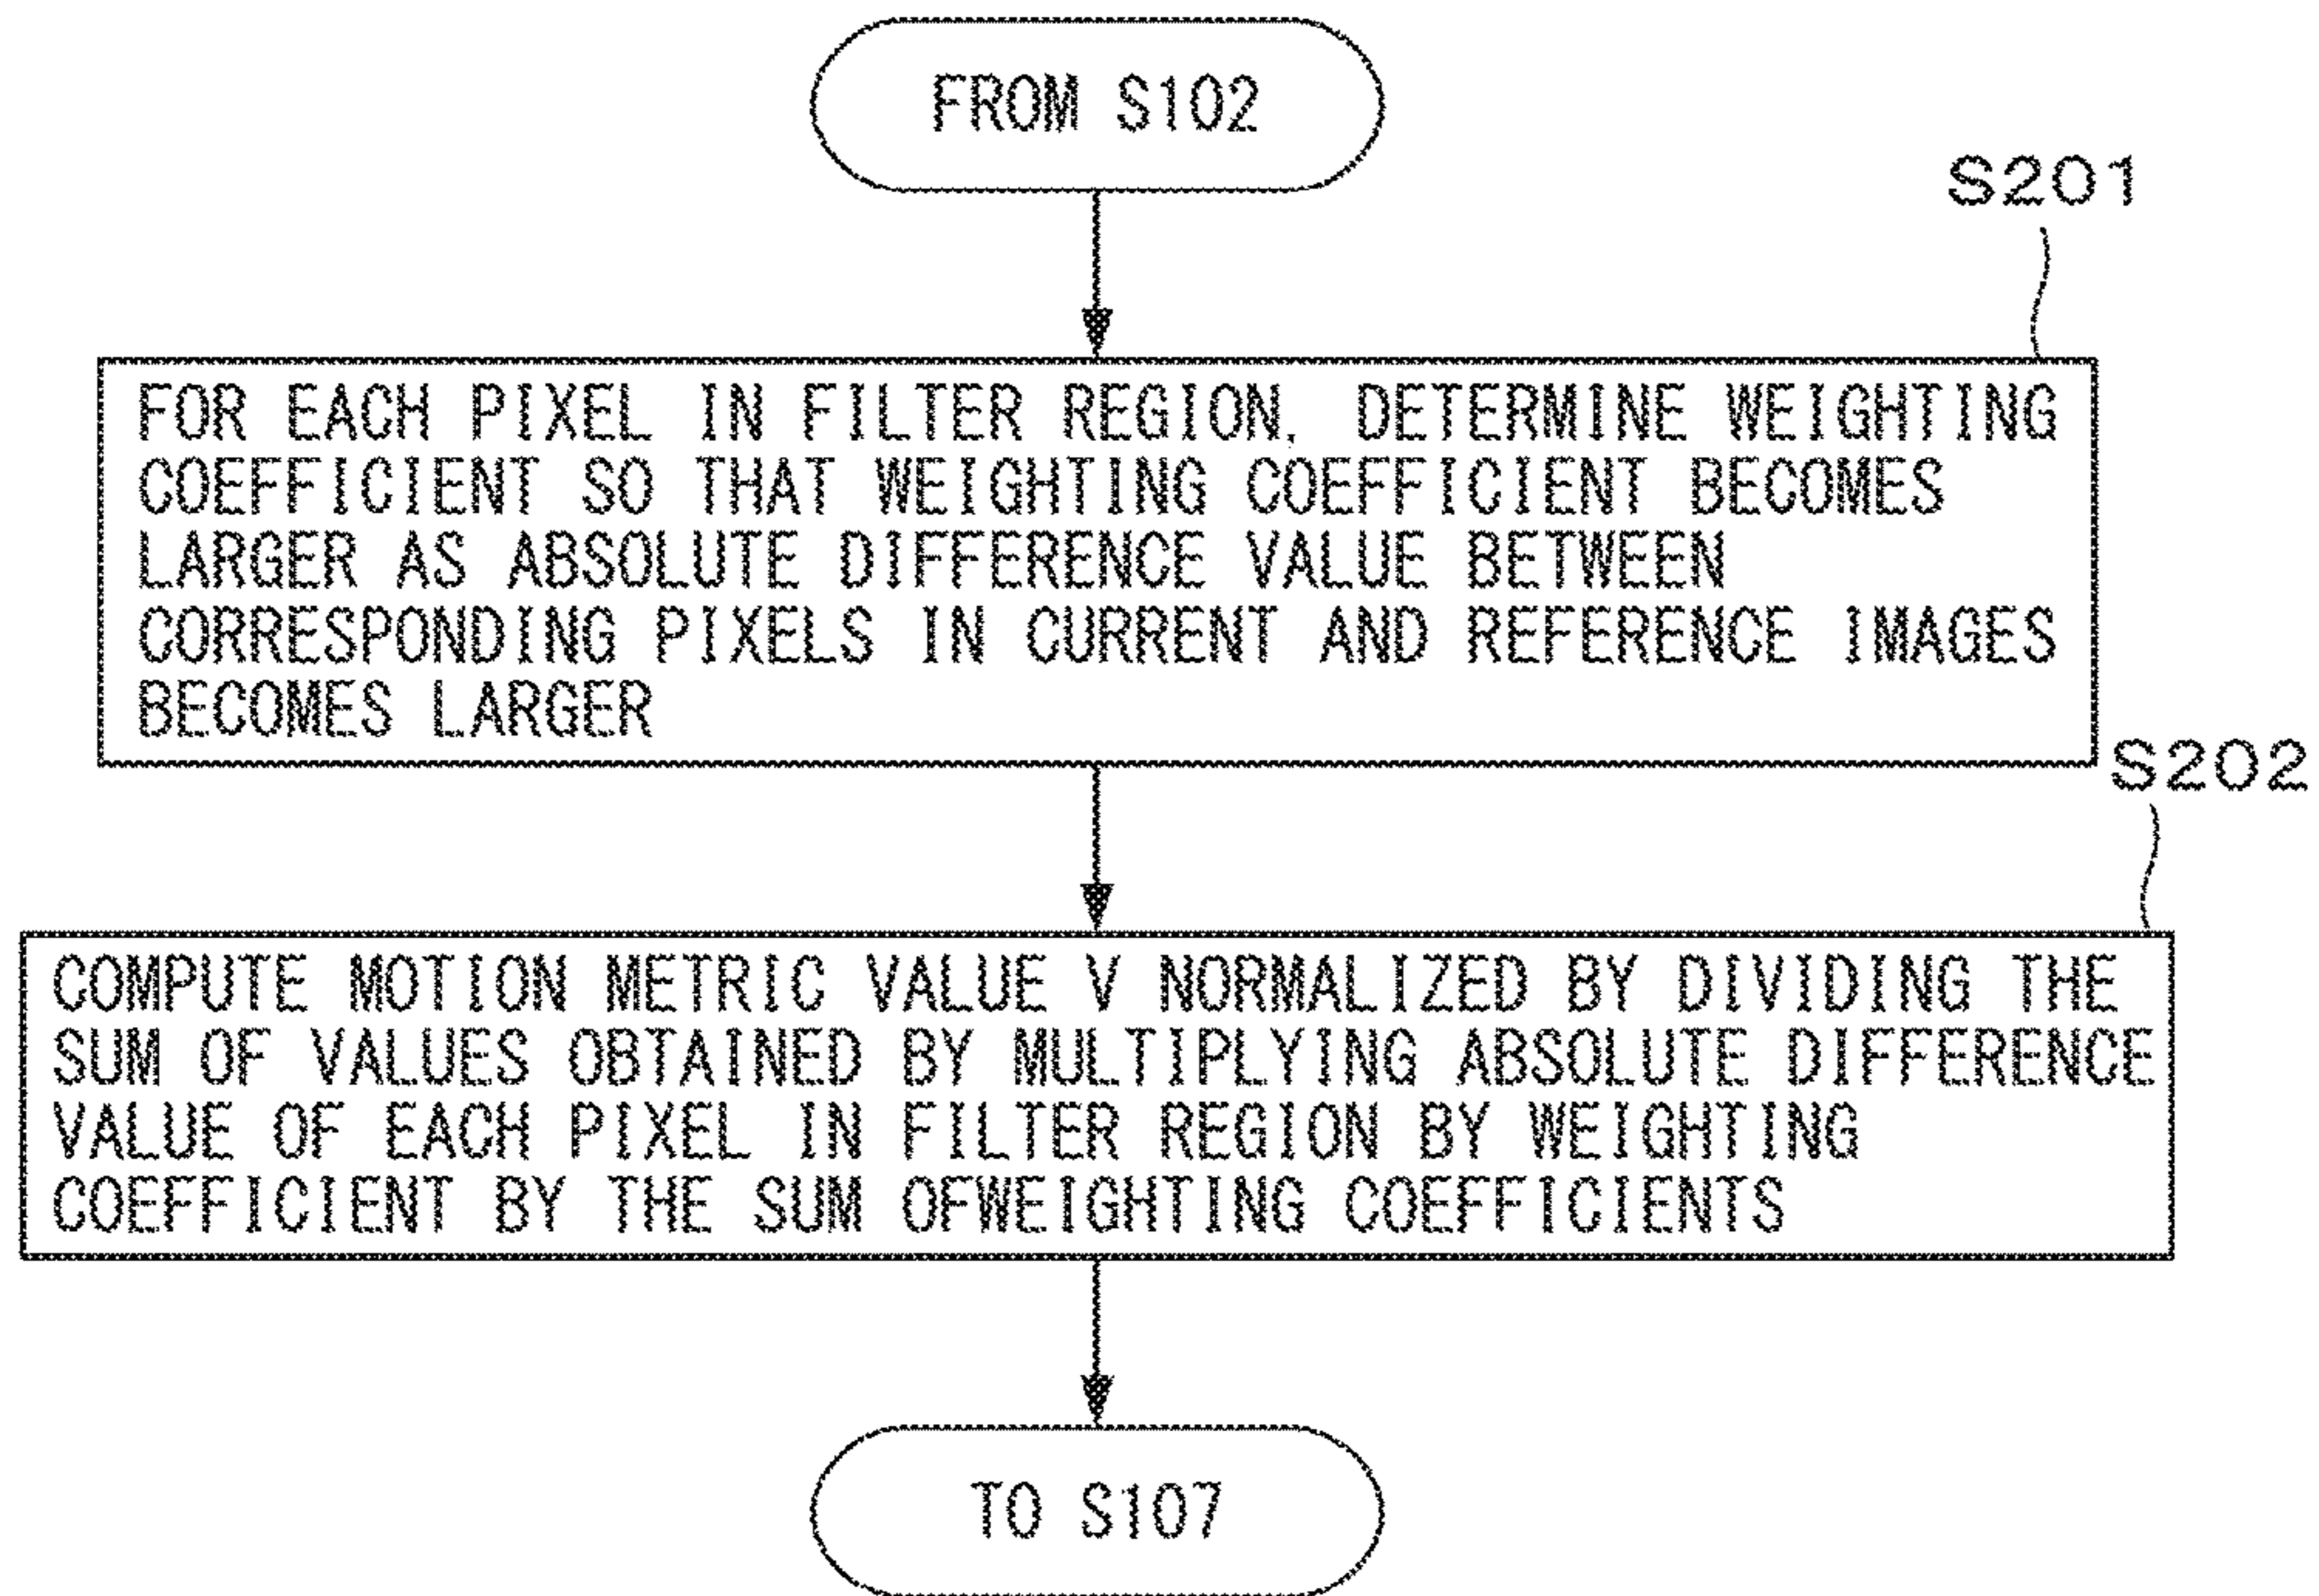 FROM S102
S201
FOR EACH PIXEL IN FILTER REGION, DETERMINE WEIGHTING
COEFFICIENT SO THAT WEIGHTING COEFFICIENT BECOMES
LARGER AS ABSOLUTE DIFFERENCE VALUE BETWEEN
CORRESPONDING PIXELS IN CURRENT AND REFERENCE IMAGES
BECOMES LARGER
S202
COMPUTE MOTION METRIC VALUE V NORMALIZED BY DIVIDING THE
SUM OF VALUES OBTAINED BY MULTIPLYING ABSOLUTE DIFFERENCE
VALUE OF EACH PIXEL IN FILTER REGION BY WEIGHTING
COEFFICIENT BY THE SUM OFWEIGHTING COEFFICIENTS
TO S107